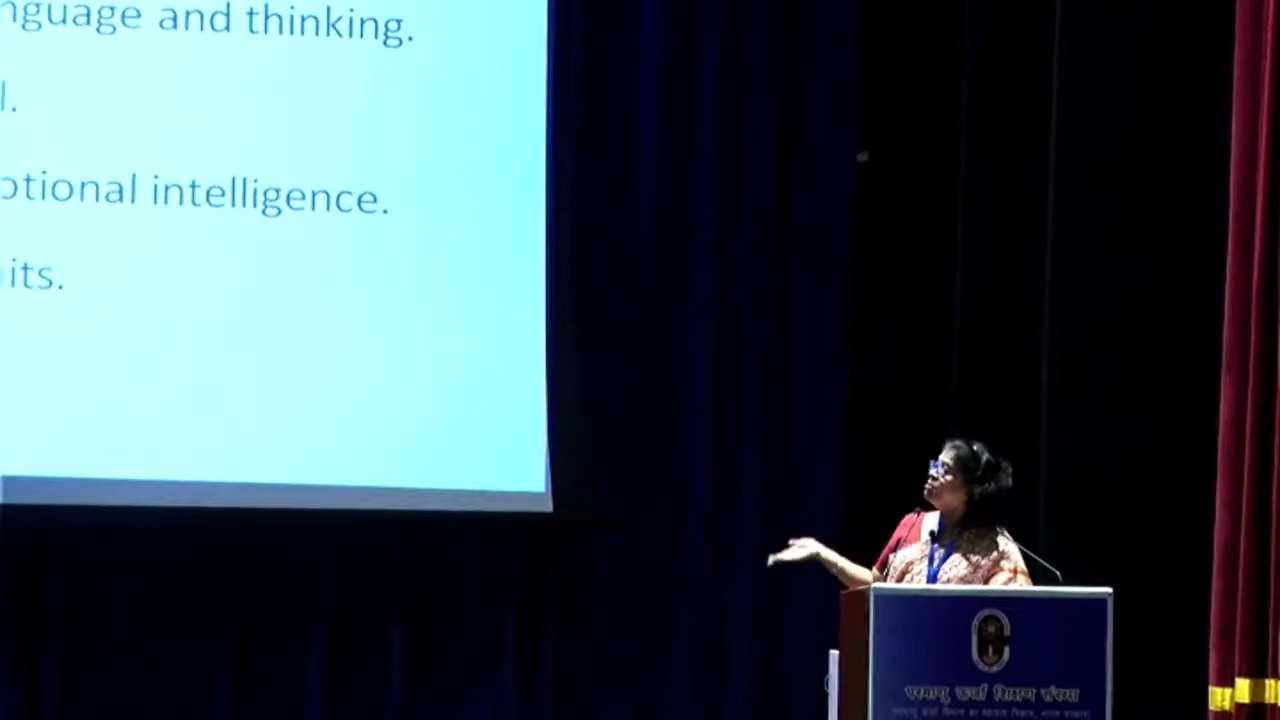 nguage and thinking.
l.
otional intelligence.
its.
परमाणु ऊर्जा शिक्षण संस्था